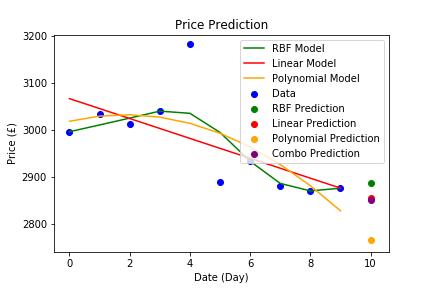 Price Prediction
3200
3100
3000
2900
2800
Price (£)
RBF Model
Linear Model
Polynomial Model
Data
RBF Prediction
Linear Prediction
Polynomial Prediction
Combo Prediction
0 2 4 6 8 10
Date (Day)